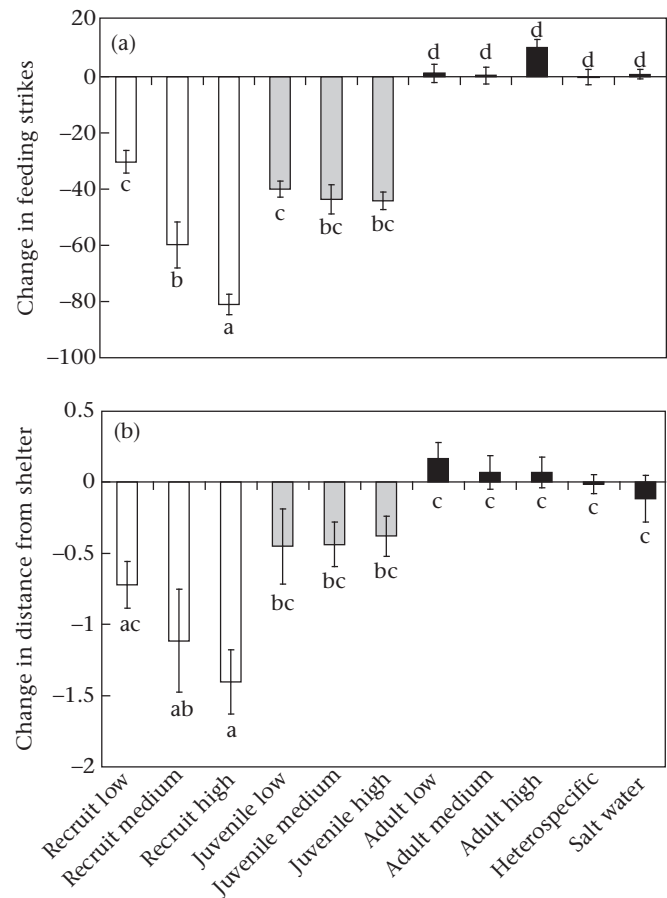 (a)
Change in feeding strikes
20
0
−20
−40
−60
−80
−100
c
b
a
c
bc
bc
d
d
d
d
d
(b)
Change in distance from shelter
0.5
0
−0.5
−1
−1.5
−2
ac
ab
a
bc
bc
bc
c
c
c
c
c
Recruit low
Recruit medium
Recruit high
Juvenile low
Juvenile medium
Juvenile high
Adult low
Adult medium
Adult high
Heterospecific
Salt water